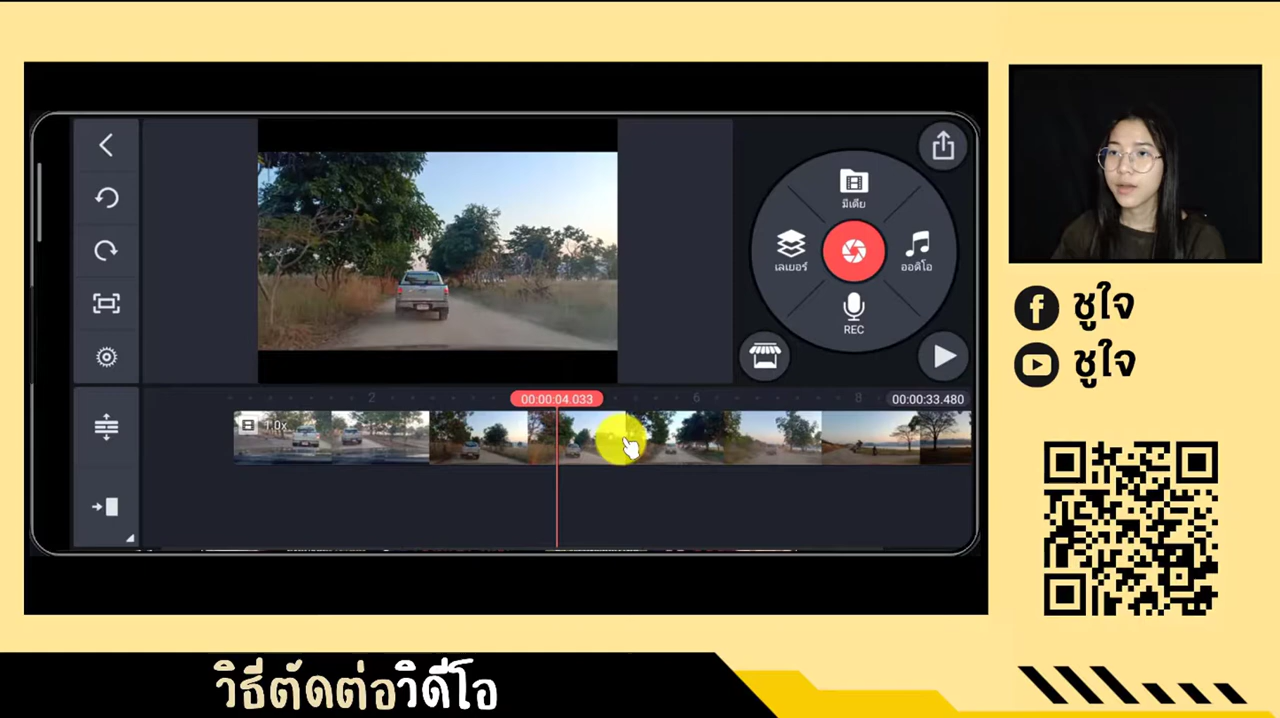 มีเดีย
เลเยอร์
ออดิโอ
REC
2
00:00:04.033
6
8
00:00:33.480
1.0x
ชูใจ
ชูใจ
วิธีตัดต่อวิดีโอ